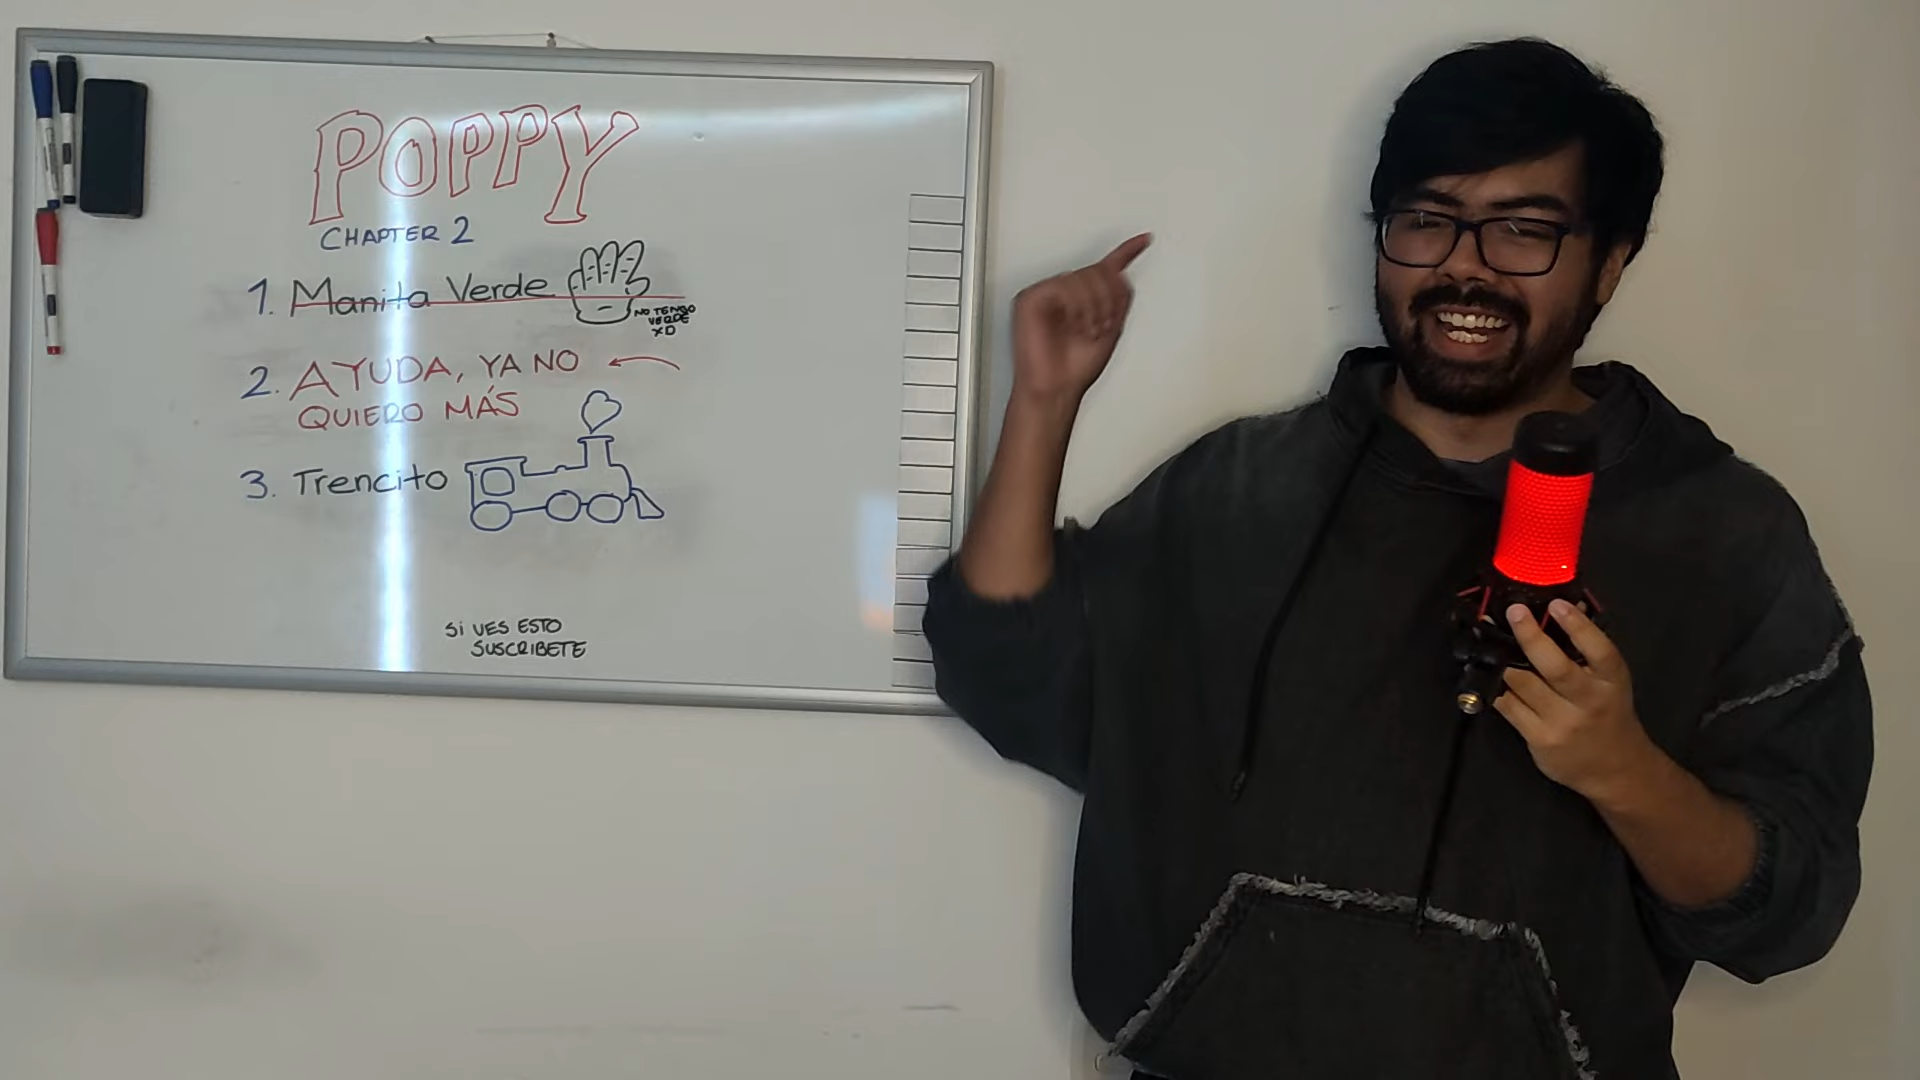 POPPY
CHAPTER 2
1. Manita Verde
NO TENGO
VERDE
XD
2. AYUDA, YA NO
QUIERO MÁS
3. Trencito
Si VES ESTO
SUSCRIBETE